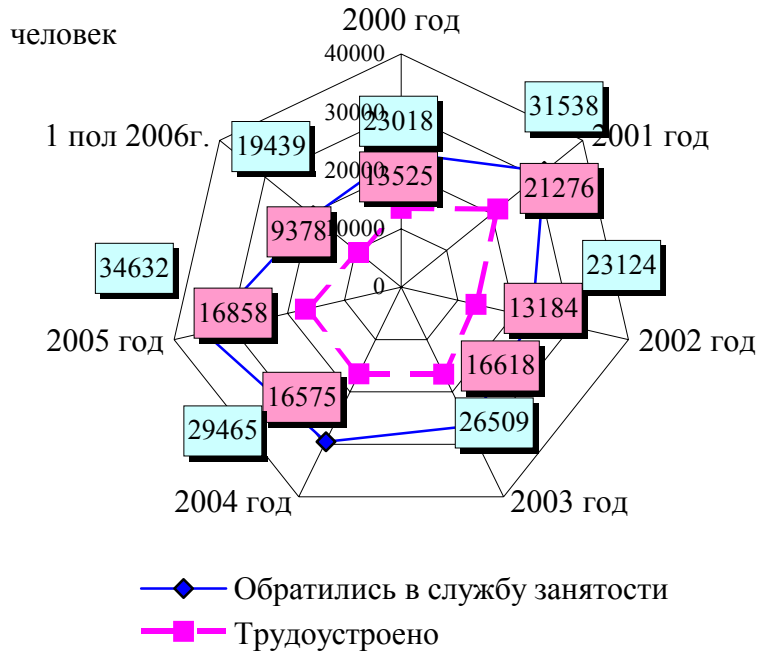 2000 год
человек
40000
30000
31538
23018
1 пол 2006г.
19439
2001 год
20000
13525
21276
10000
9378
34632
23124
0
16858
13184
2005 год
2002 год
16618
16575
29465
26509
2004 год
2003 год
Обратились в службу занятости
Трудоустроено